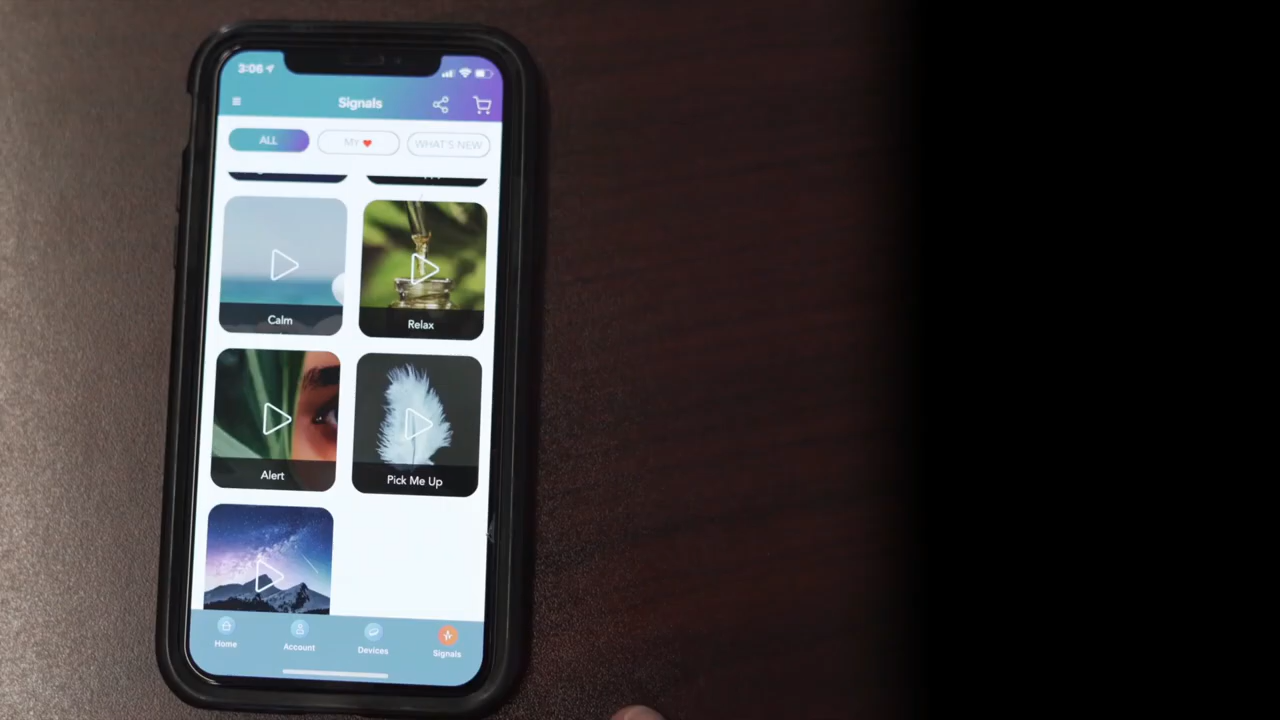 3:06
Signals
ALL
MY ❤
WHAT'S NEW
Calm
Relax
Alert
Pick Me Up
Home
Account
Devices
Signals